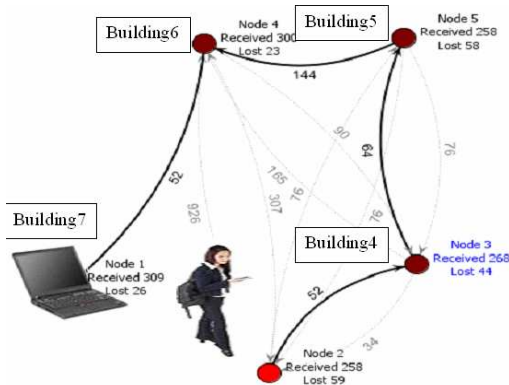 Building6
Node 4
Received 300
Lost 23
Building5
Node 5
Received 258
Lost 58
144
90
64
76
52
165
76
307
926
76
Building7
Node 1
Received 309
Lost 26
Building4
Node 3
Received 268
Lost 44
52
34
Node 2
Received 258
Lost 59